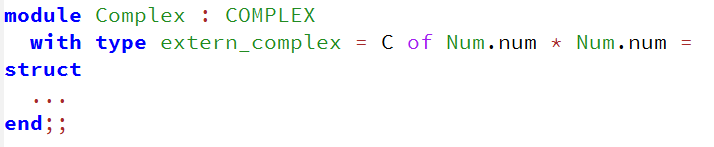 module Complex : COMPLEX
  with type extern_complex = C of Num.num * Num.num =
struct
  ...
end;;